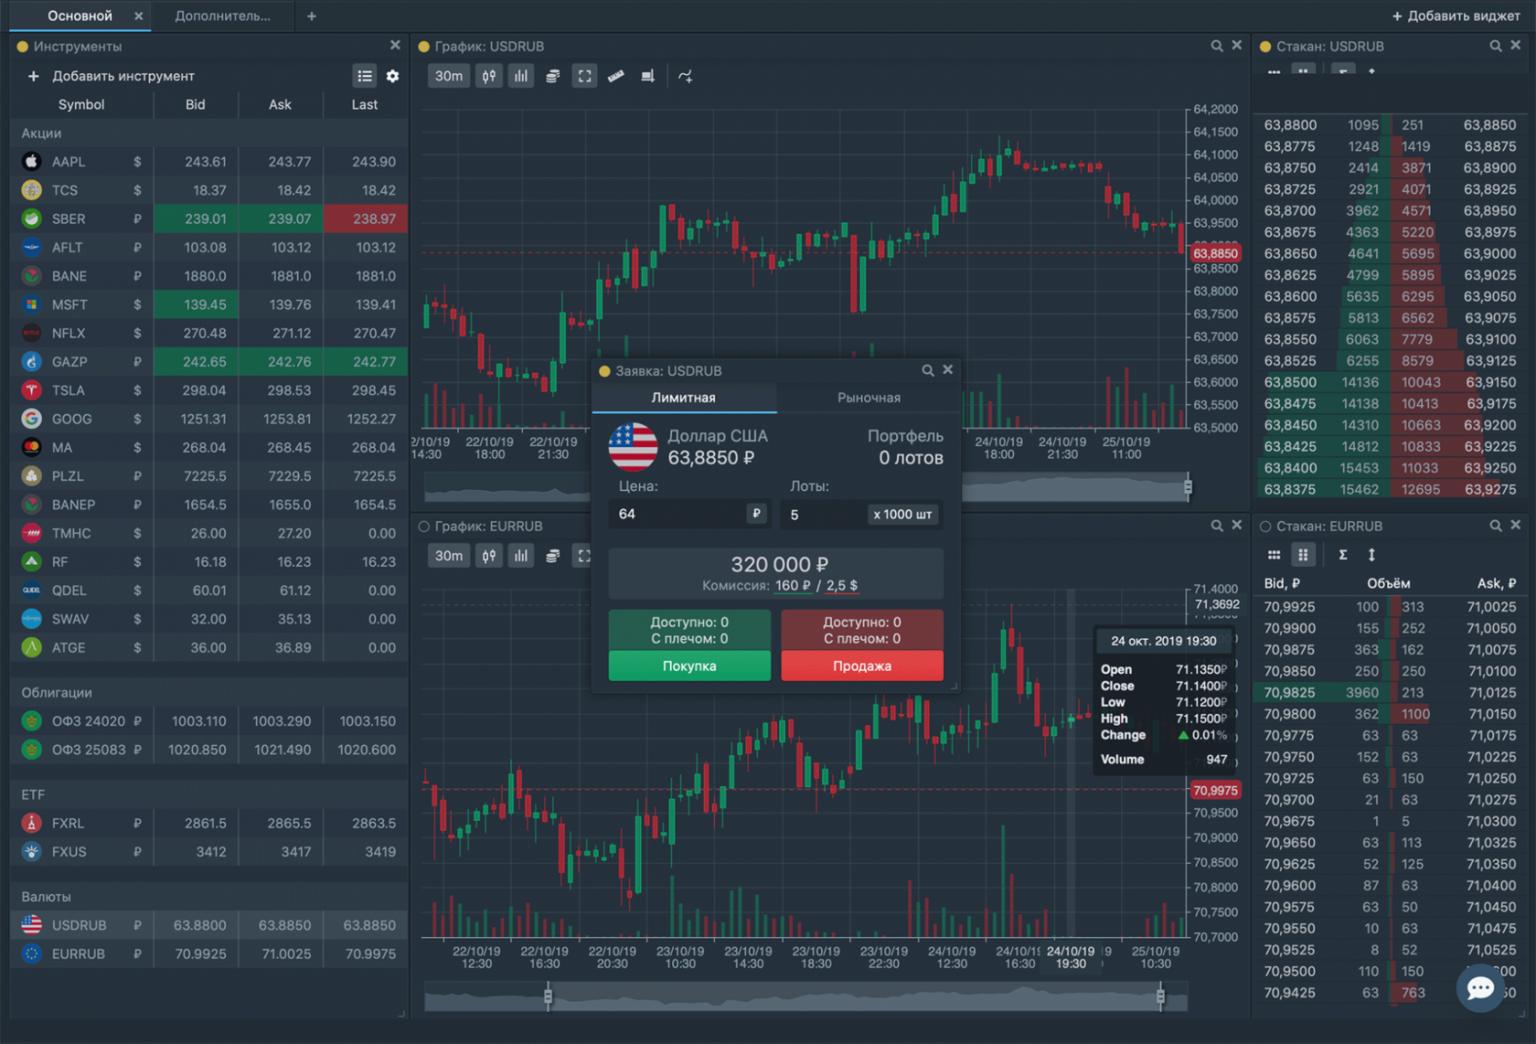 Основной
Дополнитель...
Добавить виджет
Инструменты
Добавить инструмент
Symbol Bid Ask Last
Акции
AAPL $ 243.61 243.77 243.90
TCS $ 18.37 18.42 18.42
SBER ₽ 239.01 239.07 238.97
AFLT ₽ 103.08 103.12 103.12
BANE ₽ 1880.0 1881.0 1881.0
MSFT $ 139.45 139.76 139.41
NFLX $ 270.48 271.12 270.47
GAZP ₽ 242.65 242.76 242.77
TSLA $ 298.04 298.53 298.45
GOOG $ 1251.31 1253.81 1252.27
MA $ 268.04 268.45 268.04
PLZL ₽ 7225.5 7229.5 7225.5
BANEP ₽ 1654.5 1655.0 1654.5
TMHC $ 26.00 27.20 0.00
RF $ 16.18 16.23 16.23
QDEL $ 60.01 61.12 0.00
SWAV $ 32.00 35.13 0.00
ATGE $ 36.00 36.89 0.00
Облигации
ОФЗ 24020 ₽ 1003.110 1003.290 1003.150
ОФЗ 25083 ₽ 1020.850 1021.490 1020.600
ETF
FXRL ₽ 2861.5 2865.5 2863.5
FXUS ₽ 3412 3417 3419
Валюты
USDRUB ₽ 63.8800 63.8850 63.8850
EURRUB ₽ 70.9925 71.0025 70.9975
График: USDRUB
30m
64,2000
64,1500
64,1000
64,0500
64,0000
63,9500
63,8850
63,8500
63,8000
63,7500
63,7000
63,6500
63,6000
63,5500
63,5000
2/10/19 22/10/19 22/10/19 24/10/19 24/10/19 25/10/19
14:30 18:00 21:30 18:00 21:30 11:00
Заявка: USDRUB
Лимитная Рыночная
Доллар США Портфель
63,8850 ₽ 0 лотов
Цена: Лоты:
64 ₽ 5 x 1000 шт
320 000 ₽
Комиссия: 160 ₽ / 2,5 $
Доступно: 0 Доступно: 0
С плечом: 0 С плечом: 0
Покупка Продажа
График: EURRUB
30m
71.4000
71,3692
24 окт. 2019 19:30
Open 71.1350₽
Close 71.1400₽
Low 71.1200₽
High 71.1500₽
Change 0.01%
Volume 947
70,9975
70,9500
70,9000
70,8500
70,8000
70,7500
70,7000
22/10/19 22/10/19 22/10/19 23/10/19 23/10/19 23/10/19 23/10/19 24/10/19 24/10/1 24/10/19 9 25/10/19
12:30 16:30 20:30 10:30 14:30 18:30 22:30 12:30 16:30 19:30 10:30
Стакан: USDRUB
63,8800 1095 251 63,8850
63,8775 1248 1419 63,8875
63,8750 2414 3871 63,8900
63,8725 2921 4071 63,8925
63,8700 3962 4571 63,8950
63,8675 4363 5220 63,8975
63,8650 4641 5695 63,9000
63,8625 4799 5895 63,9025
63,8600 5635 6295 63,9050
63,8575 5813 6562 63,9075
63,8550 6063 7779 63,9100
63,8525 6255 8579 63,9125
63,8500 14136 10043 63,9150
63,8475 14138 10413 63,9175
63,8450 14310 10663 63,9200
63,8425 14812 10833 63,9225
63,8400 15453 11033 63,9250
63,8375 15462 12695 63,9275
Стакан: EURRUB
Σ
Bid, ₽ Объём Ask, ₽
70,9925 100 313 71,0025
70,9900 155 252 71,0050
70,9875 363 162 71,0075
70,9850 250 250 71,0100
70,9825 3960 213 71,0125
70,9800 362 1100 71,0150
70,9775 63 63 71,0175
70,9750 152 63 71,0225
70,9725 63 150 71,0250
70,9700 21 63 71,0275
70,9675 1 5 71,0300
70,9650 63 113 71,0325
70,9625 52 125 71,0350
70,9600 87 63 71,0400
70,9575 63 50 71,0450
70,9550 10 63 71,0475
70,9525 8 52 71,0525
70,9500 110 150 600
70,9425 63 763 50